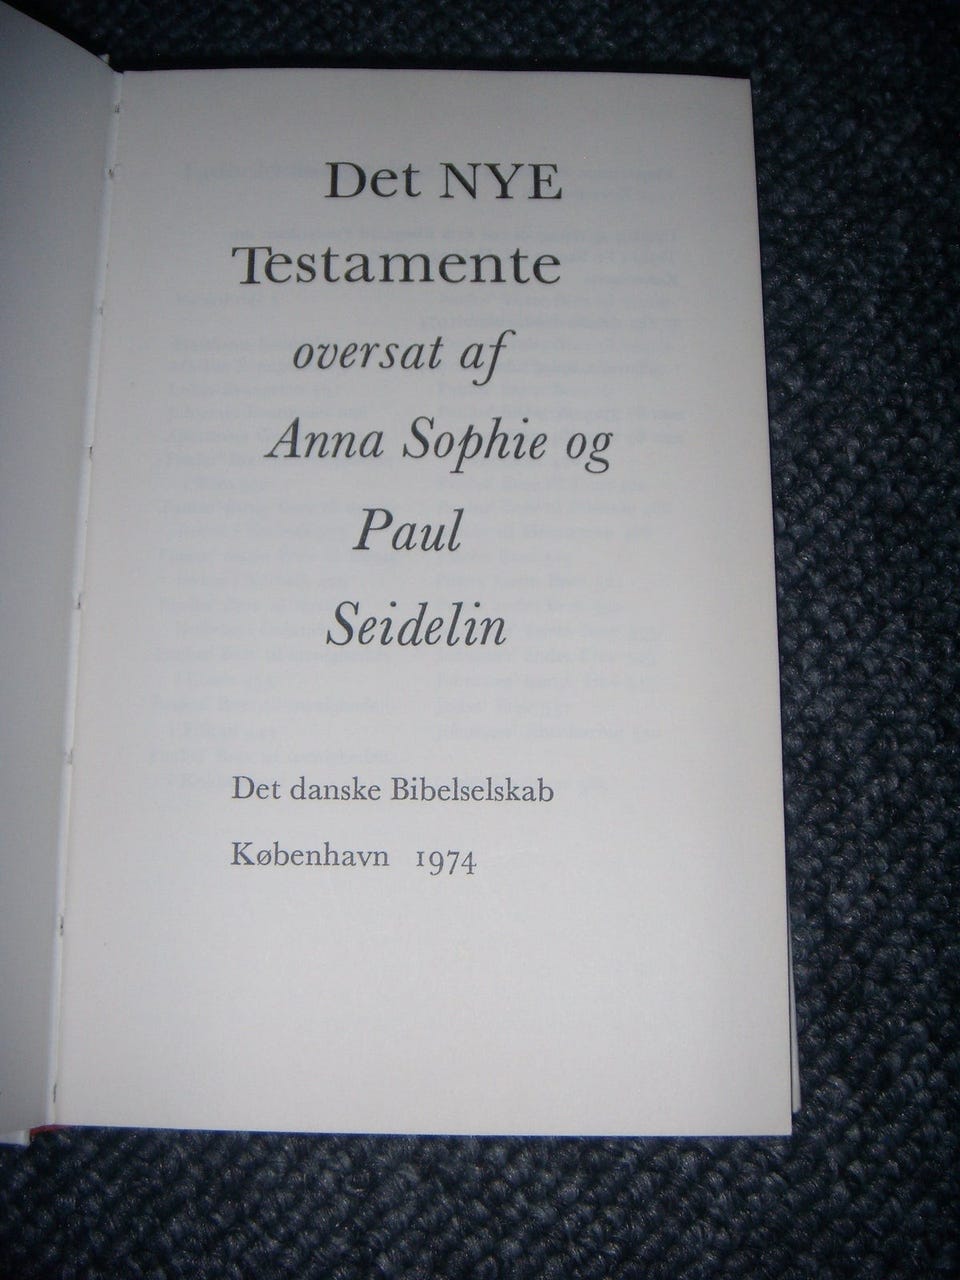 Det NYE
Testamente
oversat af
Anna Sophie og
Paul
Seidelin
Det danske Bibelselskab
København 1974